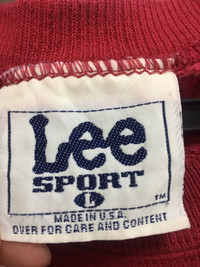 Lee
SPORT
L
TM
MADE IN U.S.A.
OVER FOR CARE AND CONTENT